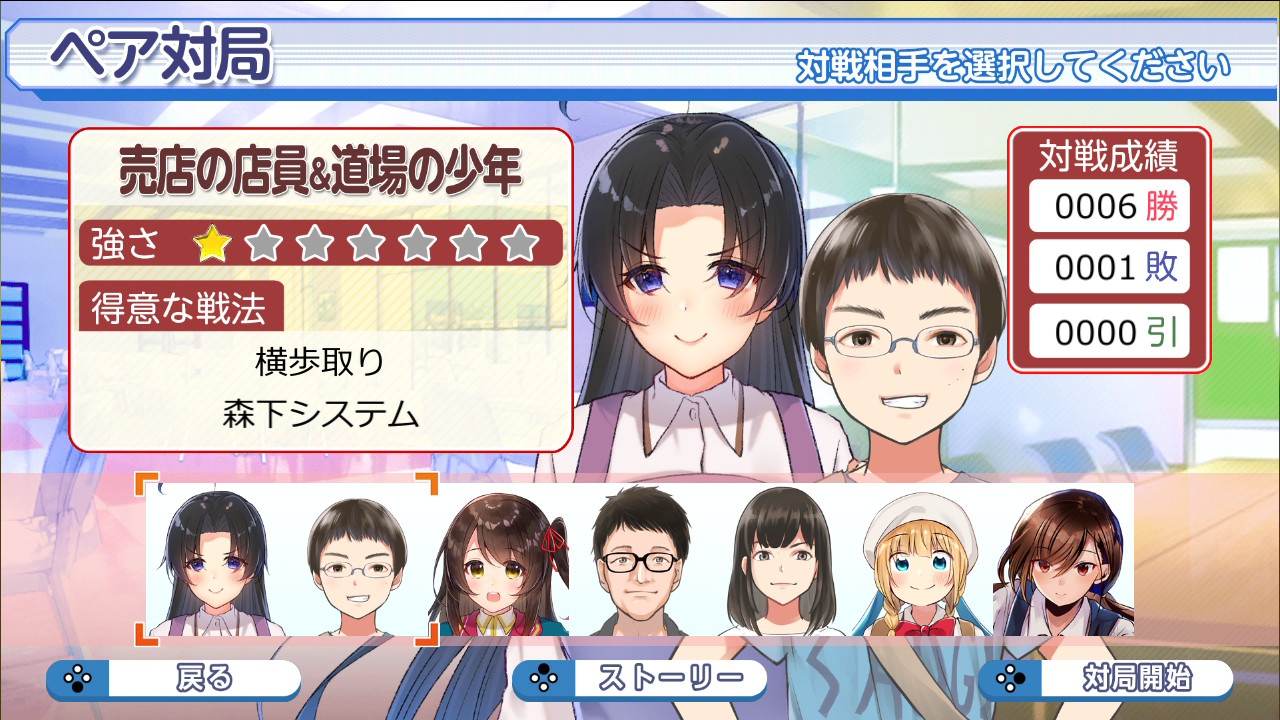 ペア対局
対戦相手を選択してください
売店の店員&道場の少年
強さ
得意な戦法
横歩取り
森下システム
対戦成績
0006 勝
0001 敗
0000 引
戻る
ストーリー
対局開始